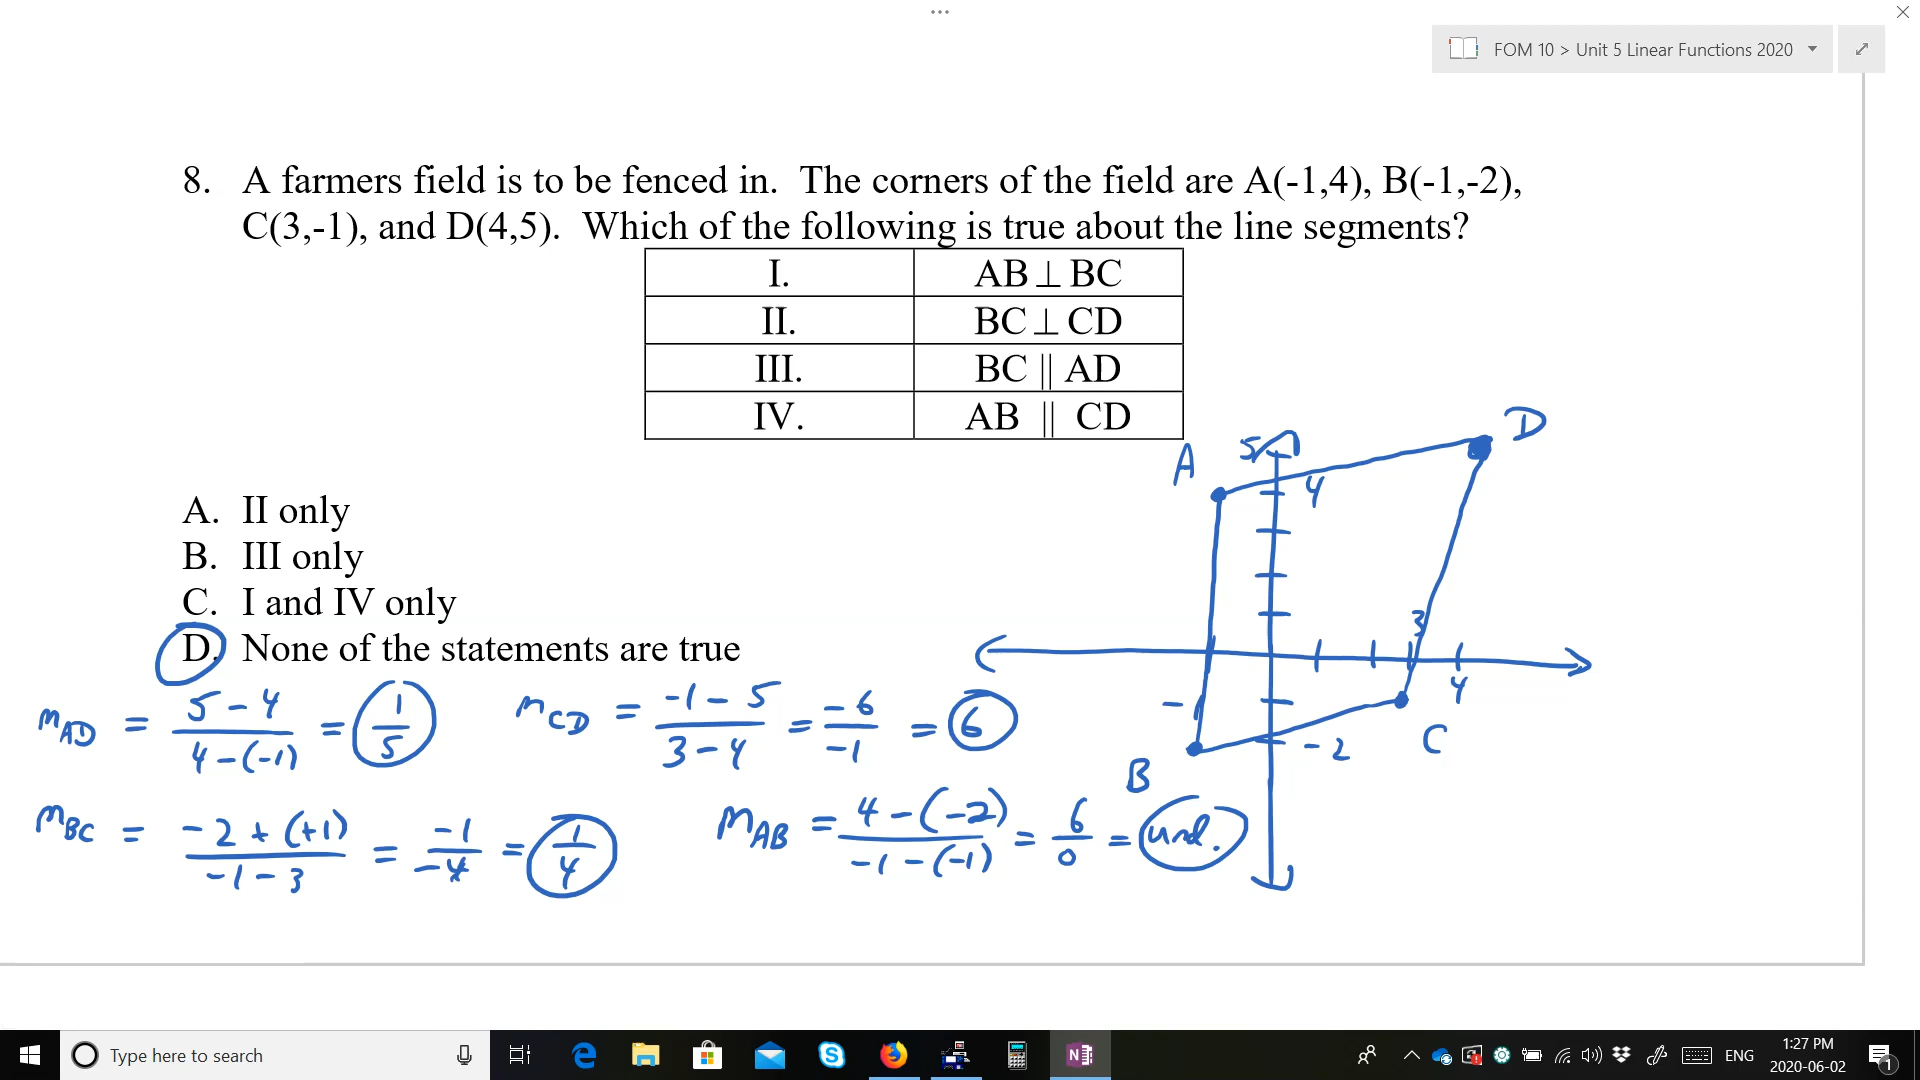 FOM 10 > Unit 5 Linear Functions 2020
8. A farmers field is to be fenced in. The corners of the field are A(-1,4), B(-1,-2),
C(3,-1), and D(4,5). Which of the following is true about the line segments?
I. AB ⊥ BC
II. BC ⊥ CD
III. BC || AD
IV. AB || CD
A. II only
B. III only
C. I and IV only
D. None of the statements are true
A
5
D
4
3
4
-1
-2
C
B
m_AD = (5-4)/(4-(-1)) = 1/5
m_CD = (-1-5)/(3-4) = -6/-1 = 6
m_BC = (-2+(+1))/(-1-3) = -1/-4 = 1/4
m_AB = (4-(-2))/(-1-(-1)) = 6/0 = und.
Type here to search
ENG
1:27 PM
2020-06-02
1